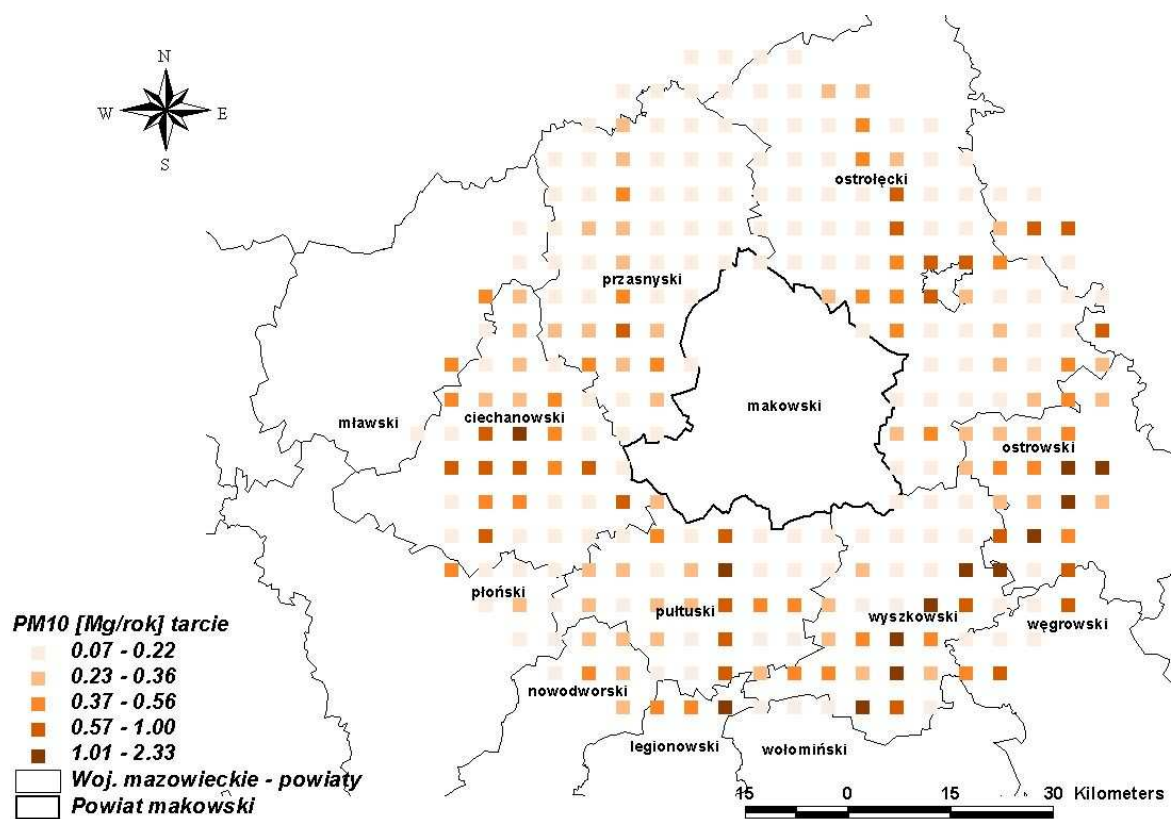 N
W E
S
ostrołęcki
przasnyski
makowski
ciechanowski
mławski
ostrowski
płoński
pułtuski
wyszkowski
węgrowski
nowodworski
legionowski
wołomiński
PM10 [Mg/rok] tarcie
0.07 - 0.22
0.23 - 0.36
0.37 - 0.56
0.57 - 1.00
1.01 - 2.33
Woj. mazowieckie - powiaty
Powiat makowski
15 0 15 30 Kilometers